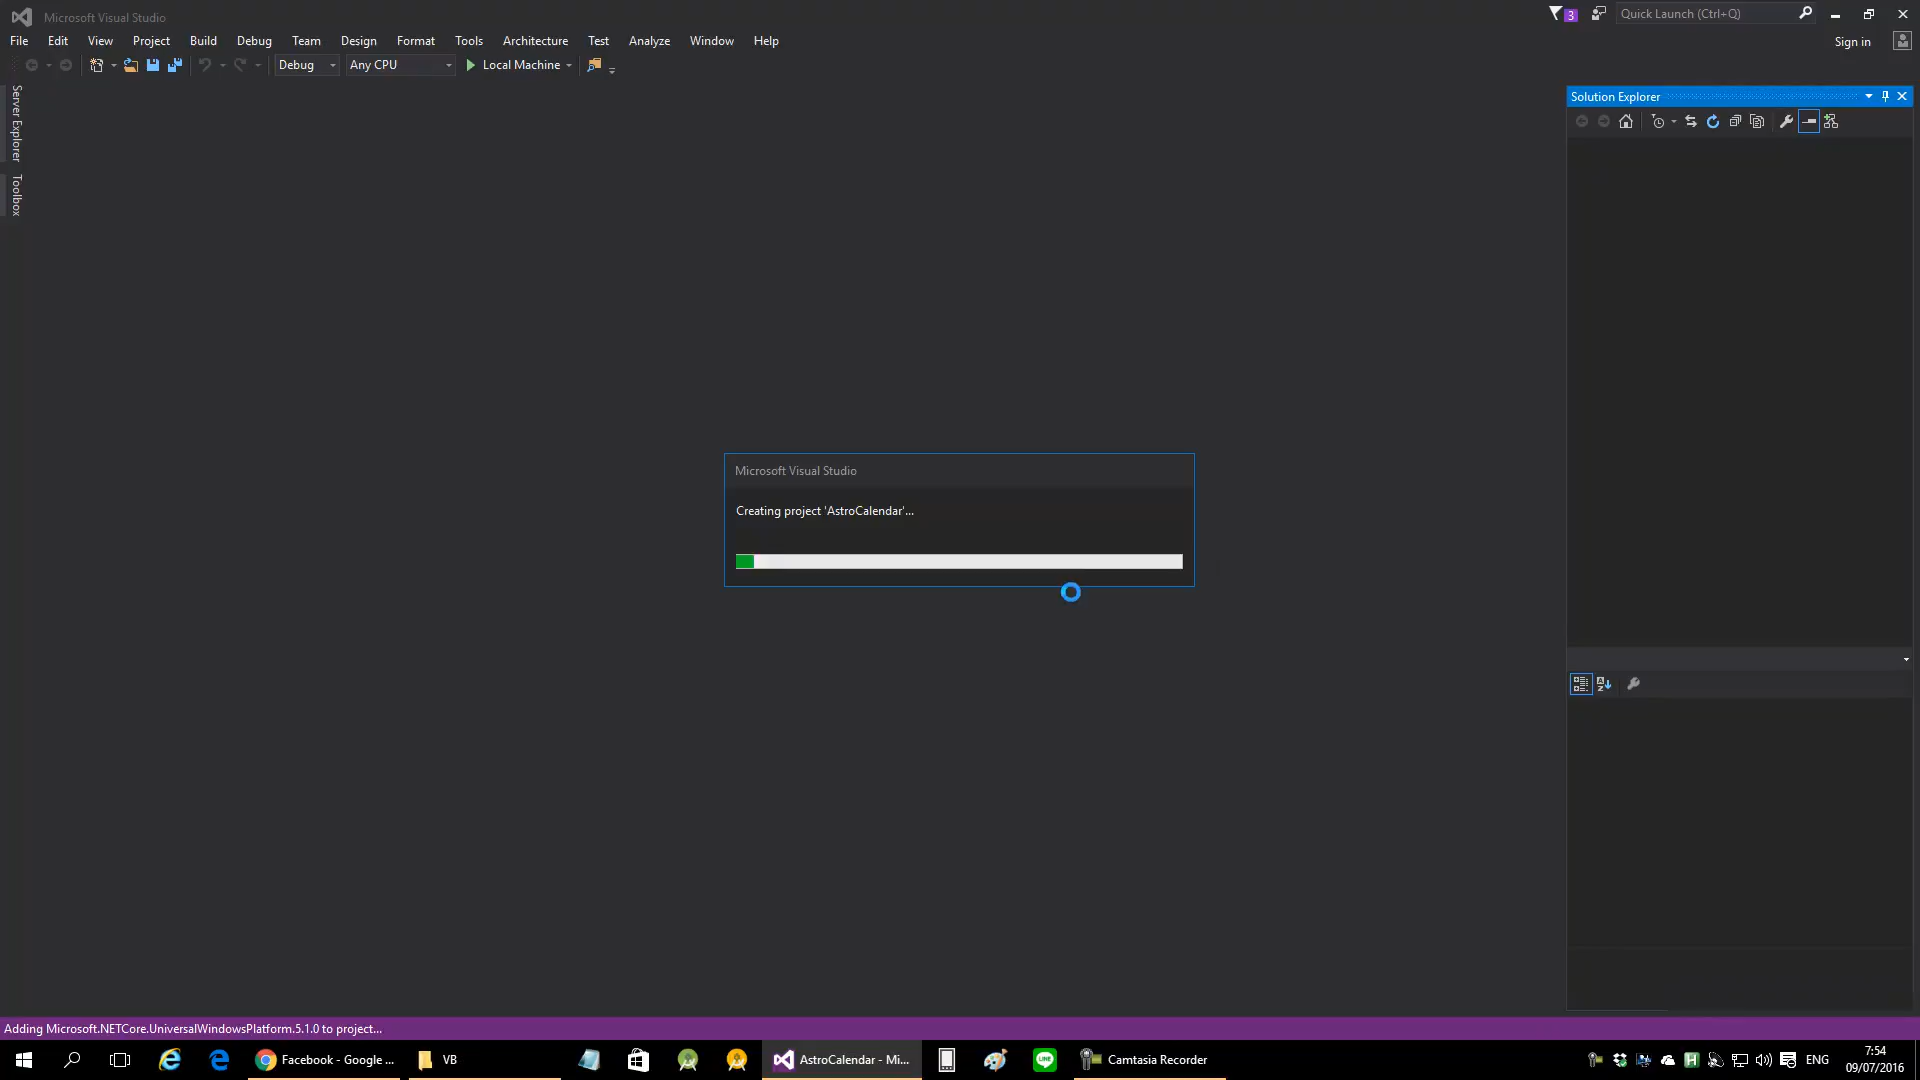 Microsoft Visual Studio
3
Quick Launch (Ctrl+Q)
File Edit View Project Build Debug Team Design Format Tools Architecture Test Analyze Window Help
Sign in
Debug Any CPU Local Machine
Server Explorer
Toolbox
Solution Explorer
Microsoft Visual Studio
Creating project 'AstroCalendar'...
Adding Microsoft.NETCore.UniversalWindowsPlatform.5.1.0 to project...
Facebook - Google ... VB AstroCalendar - Mi... LINE Camtasia Recorder ENG
7:54
09/07/2016